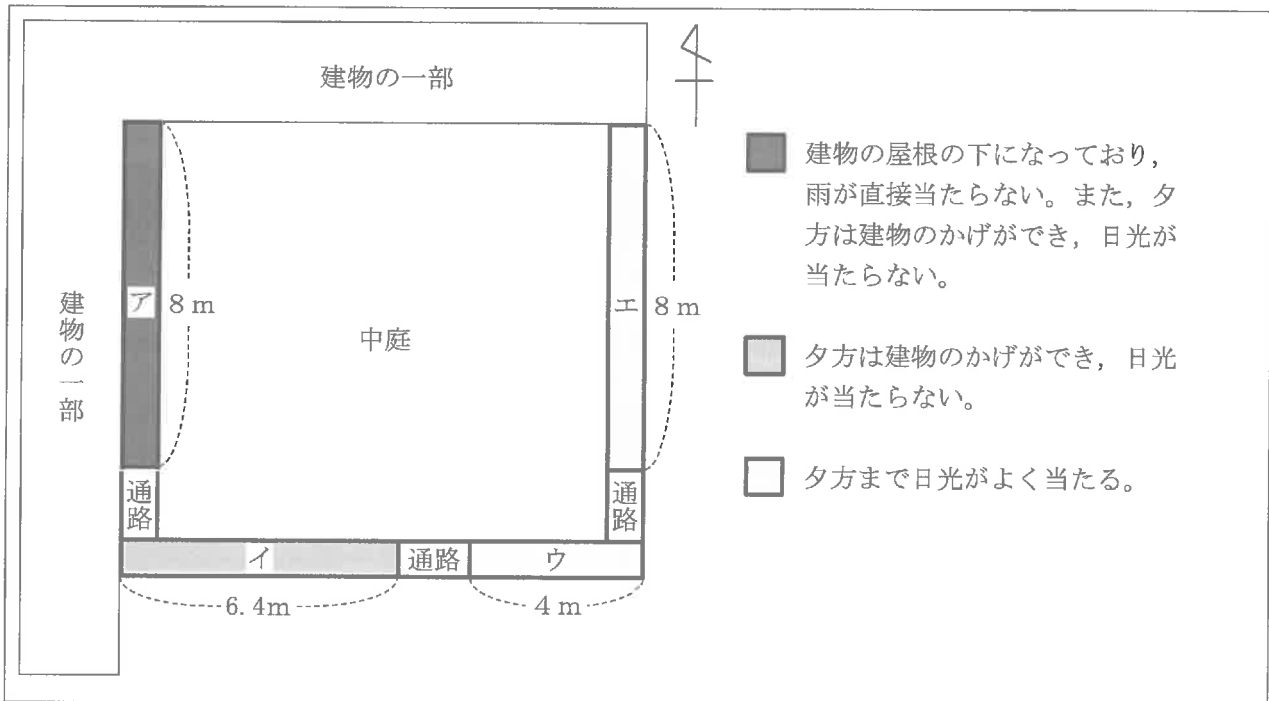 建物の一部
建物の一部
ア
8m
中庭
エ
8m
通路
通路
イ
通路
ウ
6.4m
4m
建物の屋根の下になっており，
雨が直接当たらない。また，夕
方は建物のかげができ，日光が
当たらない。
夕方は建物のかげができ，日光
が当たらない。
夕方まで日光がよく当たる。